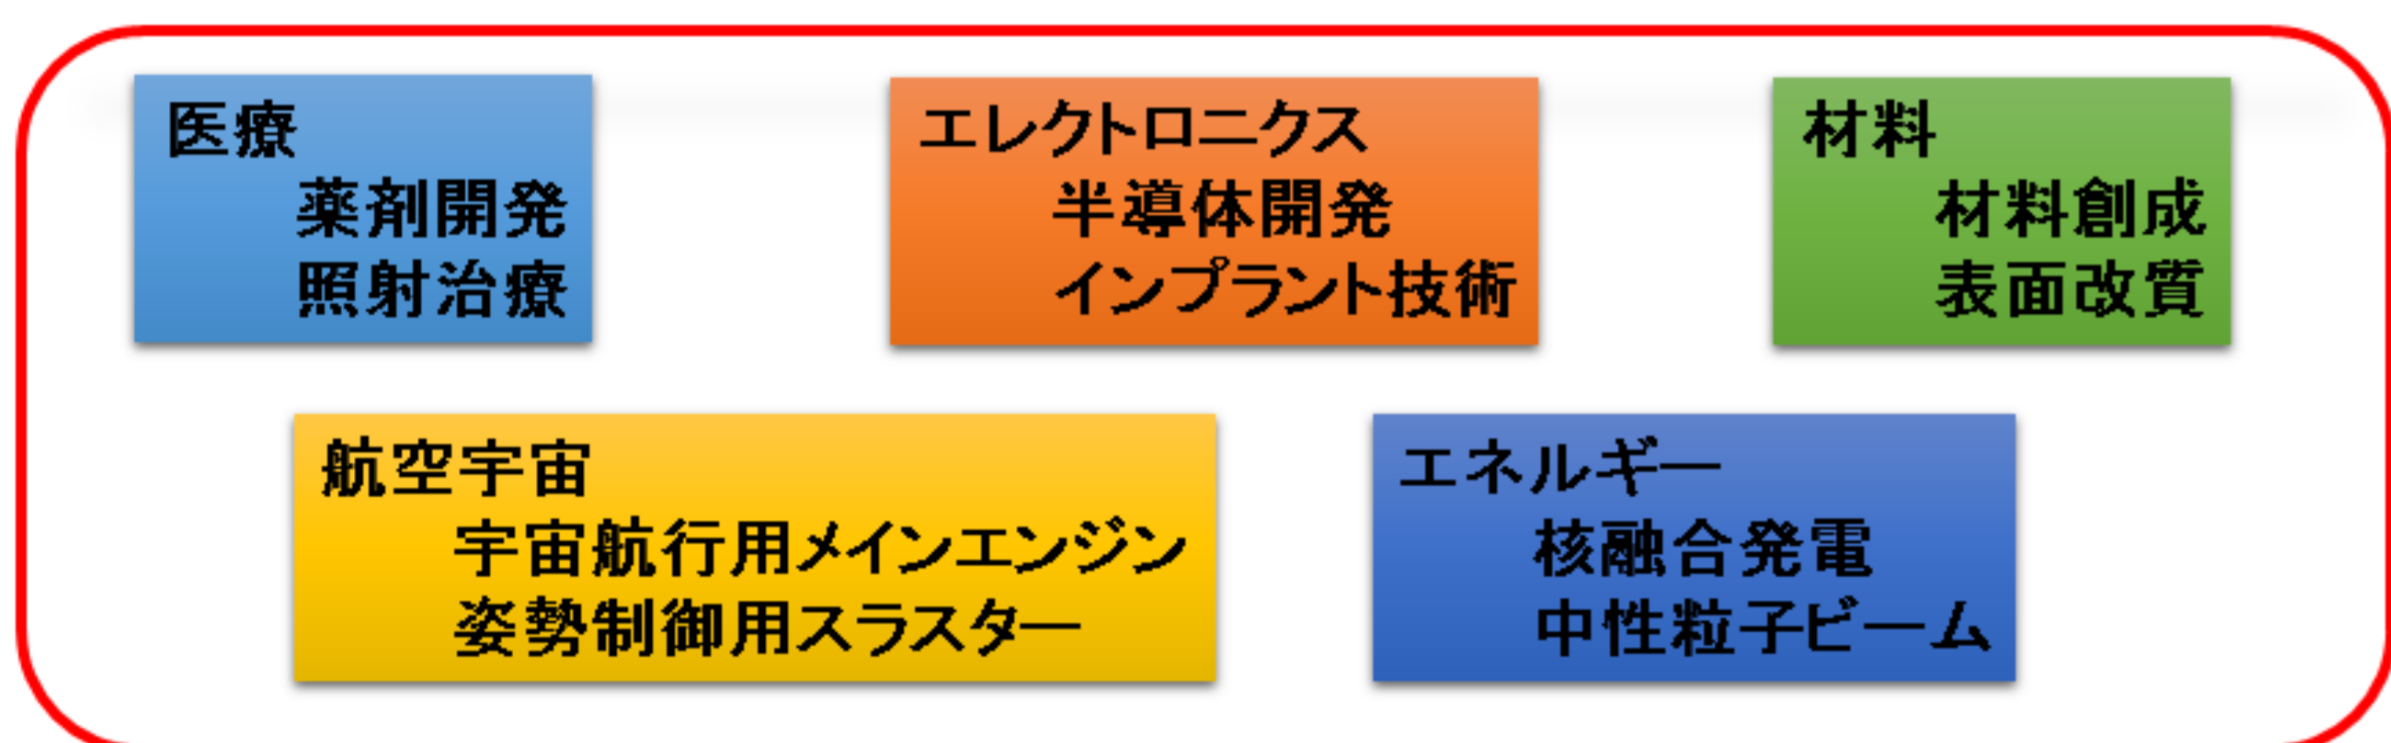 医療
薬剤開発
照射治療
エレクトロニクス
半導体開発
インプラント技術
材料
材料創成
表面改質
航空宇宙
宇宙航行用メインエンジン
姿勢制御用スラスター
エネルギー
核融合発電
中性粒子ビーム